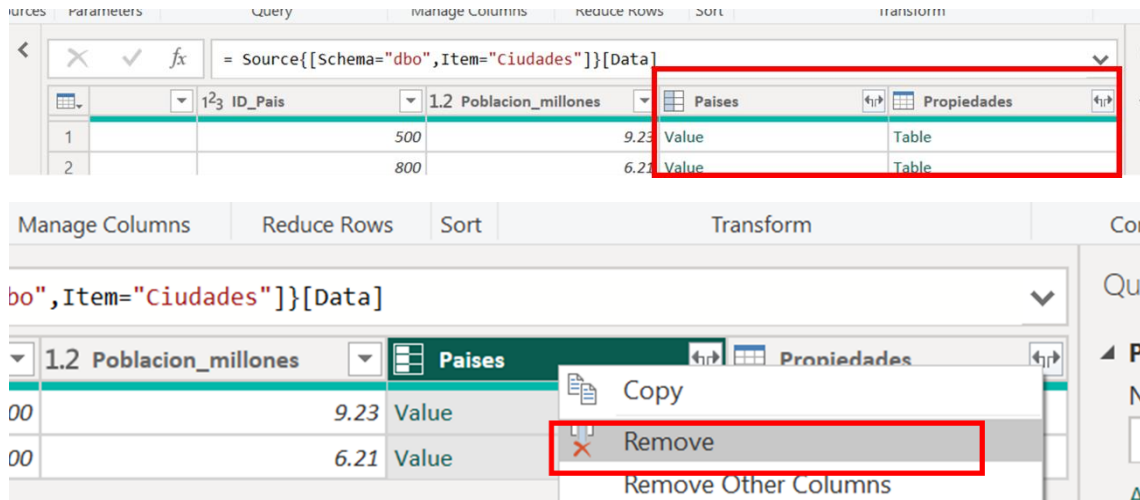 Parameters Query Manage Columns Reduce Rows Sort Transform
fx = Source{[Schema="dbo",Item="Ciudades"]}[Data]
123 ID_Pais 1.2 Poblacion_millones Paises Propiedades
1 500 9.23 Value Table
2 800 6.21 Value Table
Manage Columns Reduce Rows Sort Transform
bo",Item="Ciudades"]}[Data]
1.2 Poblacion_millones Paises Propiedades
00 9.23 Value
Copy
00 6.21 Value
Remove
Remove Other Columns